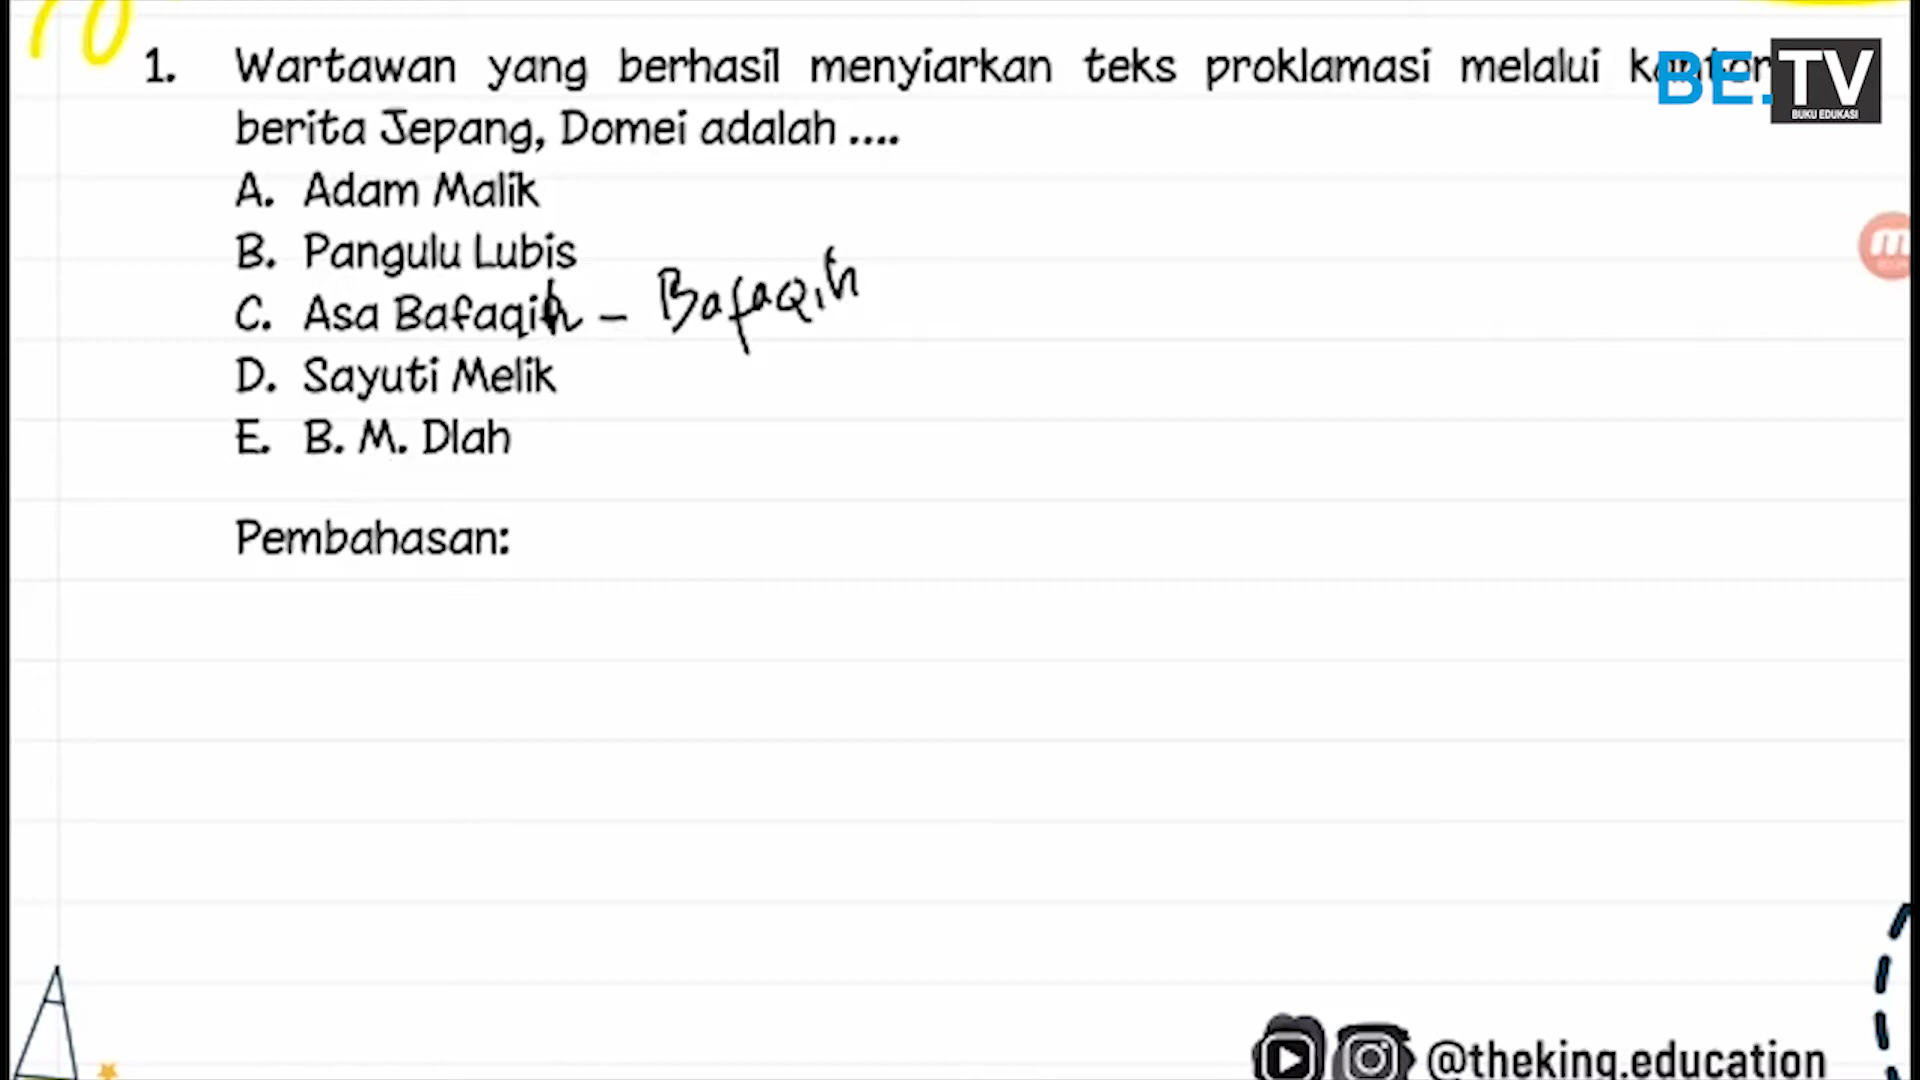 1. Wartawan yang berhasil menyiarkan teks proklamasi melalui kantor
BE.TV
BUKU EDUKASI
berita Jepang, Domei adalah ....
A. Adam Malik
B. Pangulu Lubis
C. Asa Bafaqih - Bafaqih
D. Sayuti Melik
E. B. M. Dlah
Pembahasan:
@theking.education